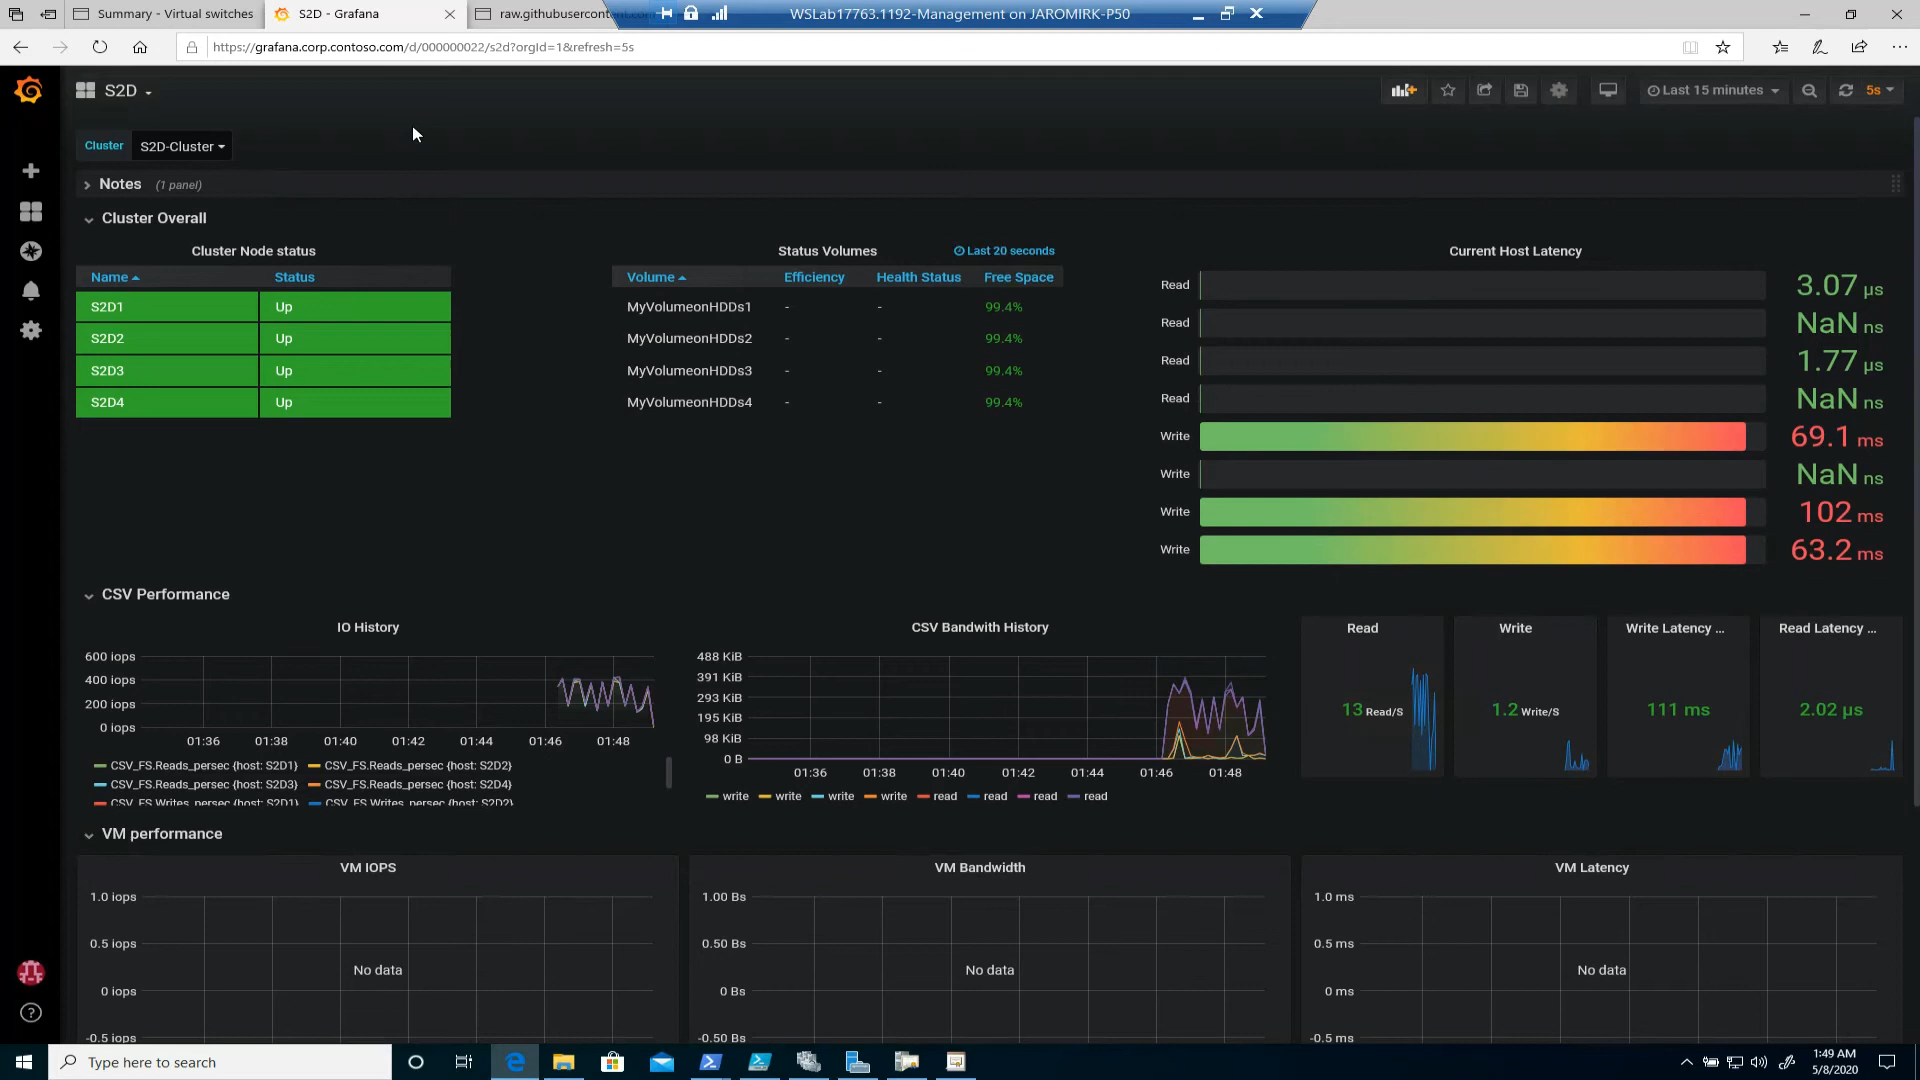 Summary - Virtual switches
S2D - Grafana
raw.githubusercontent.com
WSLab17763.1192-Management on JAROMIRK-P50
https://grafana.corp.contoso.com/d/000000022/s2d?orgId=1&refresh=5s
S2D
Last 15 minutes
5s
Cluster
S2D-Cluster
Notes (1 panel)
Cluster Overall
Cluster Node status
Name Status
S2D1 Up
S2D2 Up
S2D3 Up
S2D4 Up
Status Volumes
Last 20 seconds
Volume Efficiency Health Status Free Space
MyVolumeonHDDs1 - - 99.4%
MyVolumeonHDDs2 - - 99.4%
MyVolumeonHDDs3 - - 99.4%
MyVolumeonHDDs4 - - 99.4%
Current Host Latency
Read 3.07 µs
Read NaN ns
Read 1.77 µs
Read NaN ns
Write 69.1 ms
Write NaN ns
Write 102 ms
Write 63.2 ms
CSV Performance
IO History
600 iops
400 iops
200 iops
0 iops
01:36 01:38 01:40 01:42 01:44 01:46 01:48
CSV_FS.Reads_persec {host: S2D1} CSV_FS.Reads_persec {host: S2D2}
CSV_FS.Reads_persec {host: S2D3} CSV_FS.Reads_persec {host: S2D4}
CSV_FS.Writes_persec {host: S2D1} CSV_FS.Writes_persec {host: S2D2}
CSV Bandwith History
488 KiB
391 KiB
293 KiB
195 KiB
98 KiB
0 B
01:36 01:38 01:40 01:42 01:44 01:46 01:48
write write write write read read read read
Read
13 Read/S
Write
1.2 Write/S
Write Latency ...
111 ms
Read Latency ...
2.02 µs
VM performance
VM IOPS
1.0 iops
0.5 iops
No data
0 iops
-0.5 iops
VM Bandwidth
1.00 Bs
0.50 Bs
No data
0 Bs
-0.50 Bs
VM Latency
1.0 ms
0.5 ms
No data
0 ms
-0.5 ms
Type here to search
1:49 AM
5/8/2020